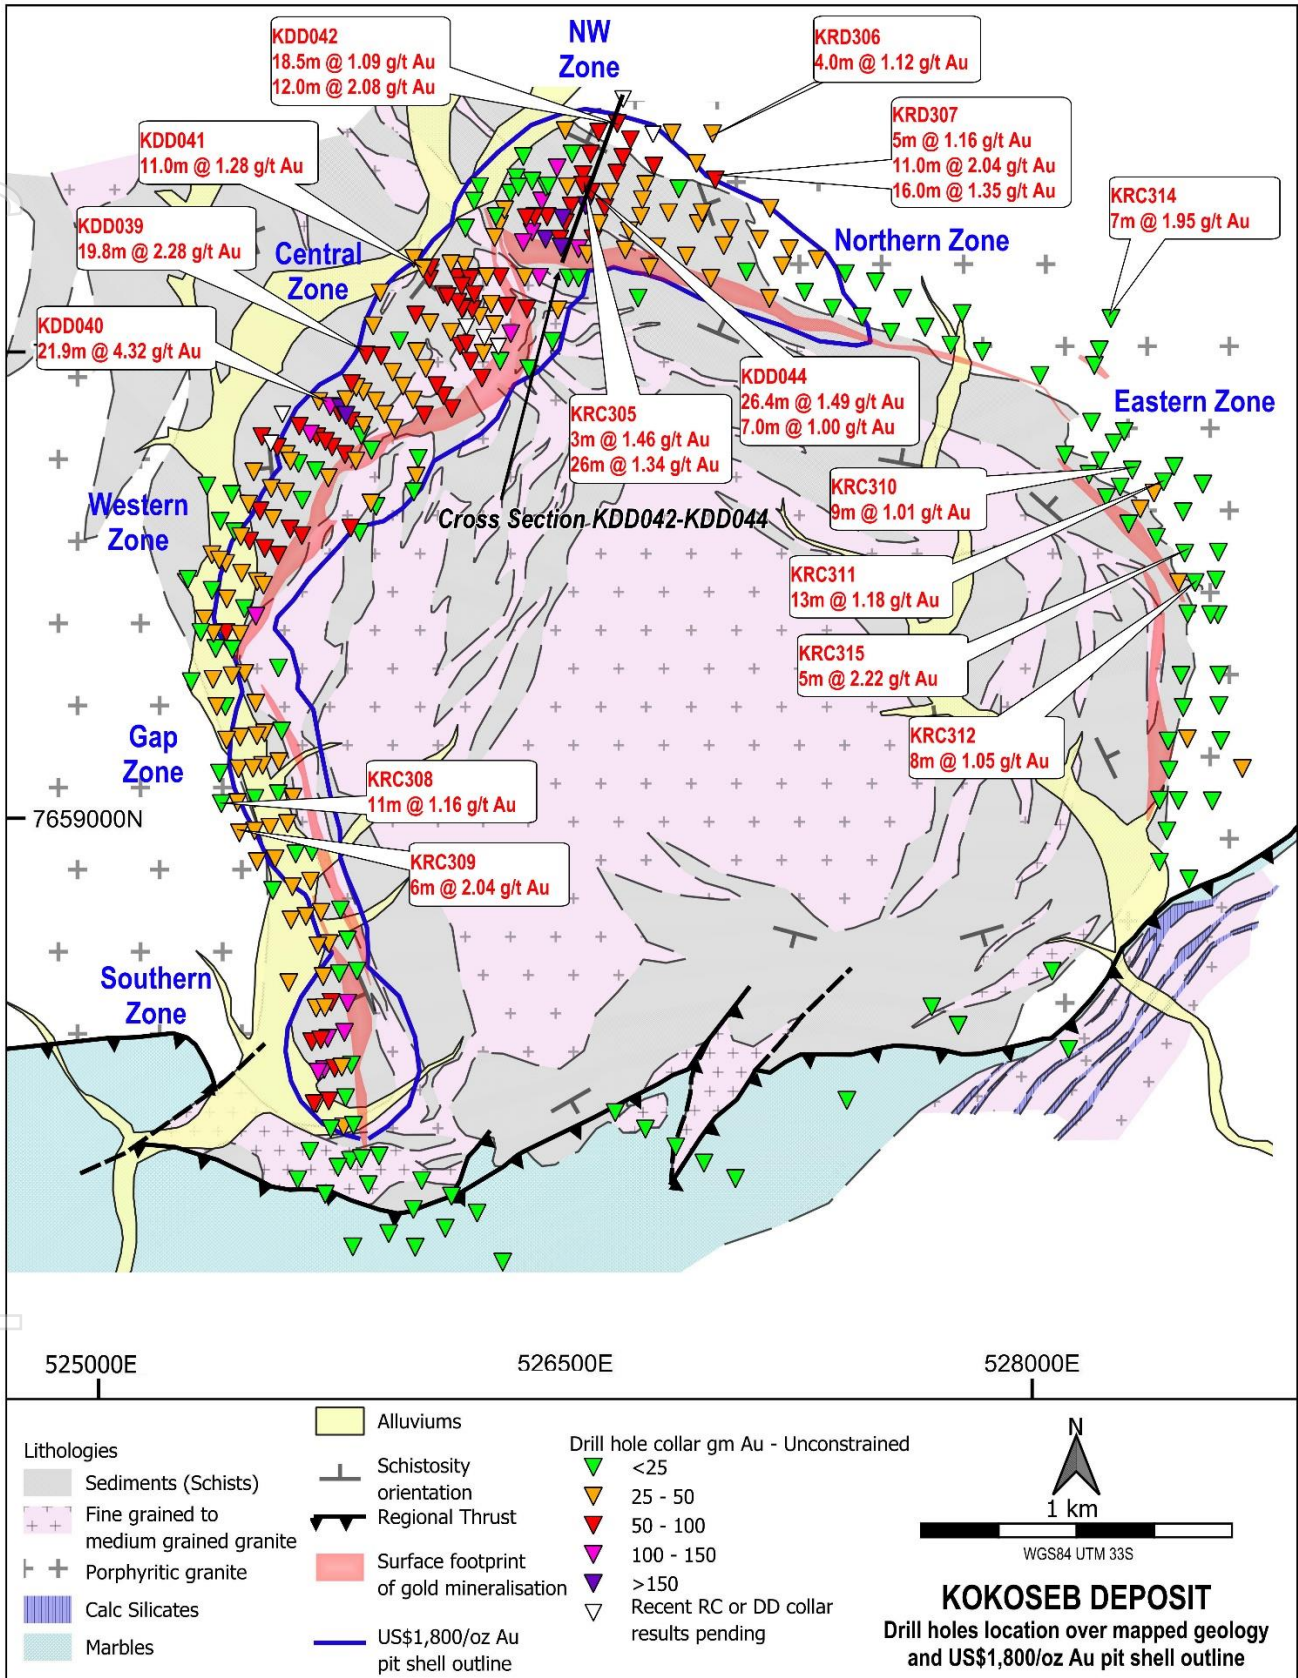 KDD042
18.5m @ 1.09 g/t Au
12.0m @ 2.08 g/t Au
NW
Zone
KRD306
4.0m @ 1.12 g/t Au
KDD041
11.0m @ 1.28 g/t Au
KRD307
5m @ 1.16 g/t Au
11.0m @ 2.04 g/t Au
16.0m @ 1.35 g/t Au
KRC314
7m @ 1.95 g/t Au
KDD039
19.8m @ 2.28 g/t Au
Central
Zone
Northern Zone
KDD040
21.9m @ 4.32 g/t Au
KDD044
26.4m @ 1.49 g/t Au
7.0m @ 1.00 g/t Au
KRC305
3m @ 1.46 g/t Au
26m @ 1.34 g/t Au
Eastern Zone
Western
Zone
Cross Section KDD042-KDD044
KRC310
9m @ 1.01 g/t Au
KRC311
13m @ 1.18 g/t Au
KRC315
5m @ 2.22 g/t Au
Gap
Zone
KRC312
8m @ 1.05 g/t Au
KRC308
11m @ 1.16 g/t Au
7659000N
KRC309
6m @ 2.04 g/t Au
Southern
Zone
525000E
526500E
528000E
Lithologies
Sediments (Schists)
Fine grained to
medium grained granite
Porphyritic granite
Calc Silicates
Marbles
Alluviums
Schistosity
orientation
Regional Thrust
Surface footprint
of gold mineralisation
US$1,800/oz Au
pit shell outline
Drill hole collar gm Au - Unconstrained
<25
25 - 50
50 - 100
100 - 150
>150
Recent RC or DD collar
results pending
N
1 km
WGS84 UTM 33S
KOKOSEB DEPOSIT
Drill holes location over mapped geology
and US$1,800/oz Au pit shell outline